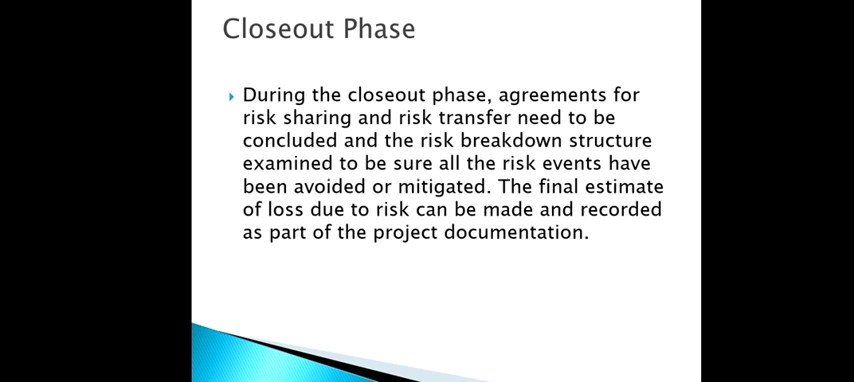 Closeout Phase
During the closeout phase, agreements for
risk sharing and risk transfer need to be
concluded and the risk breakdown structure
examined to be sure all the risk events have
been avoided or mitigated. The final estimate
of loss due to risk can be made and recorded
as part of the project documentation.